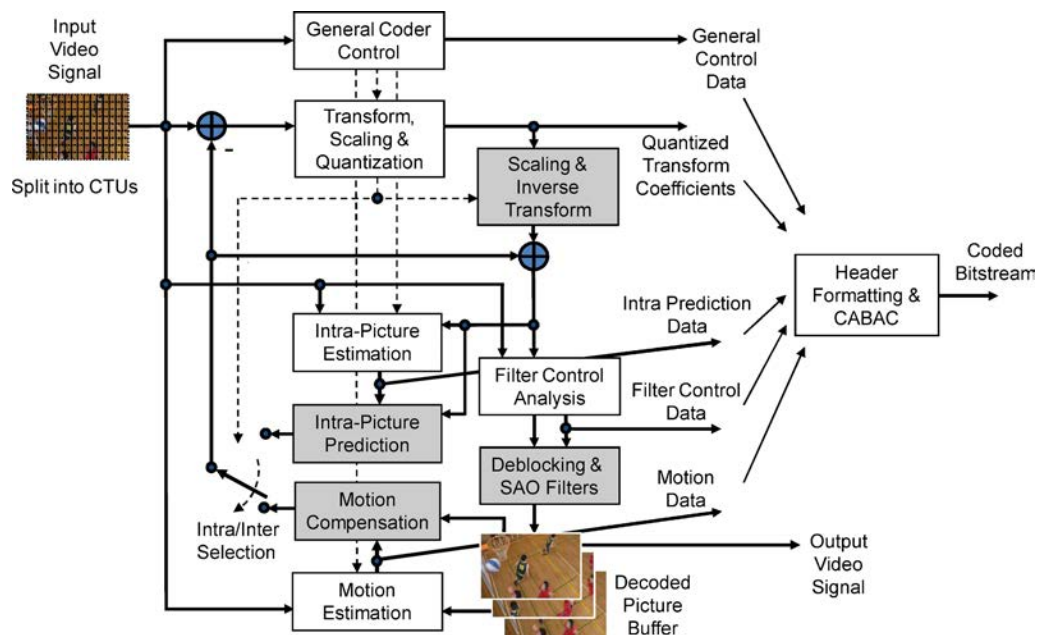 Input
Video
Signal
Split into CTUs
General Coder
Control
General
Control
Data
Transform,
Scaling &
Quantization
-
Quantized
Transform
Coefficients
Scaling &
Inverse
Transform
Header
Formatting &
CABAC
Coded
Bitstream
Intra-Picture
Estimation
Intra Prediction
Data
Filter Control
Analysis
Filter Control
Data
Intra-Picture
Prediction
Deblocking &
SAO Filters
Motion
Compensation
Motion
Data
Intra/Inter
Selection
Motion
Estimation
Decoded
Picture
Buffer
Output
Video
Signal